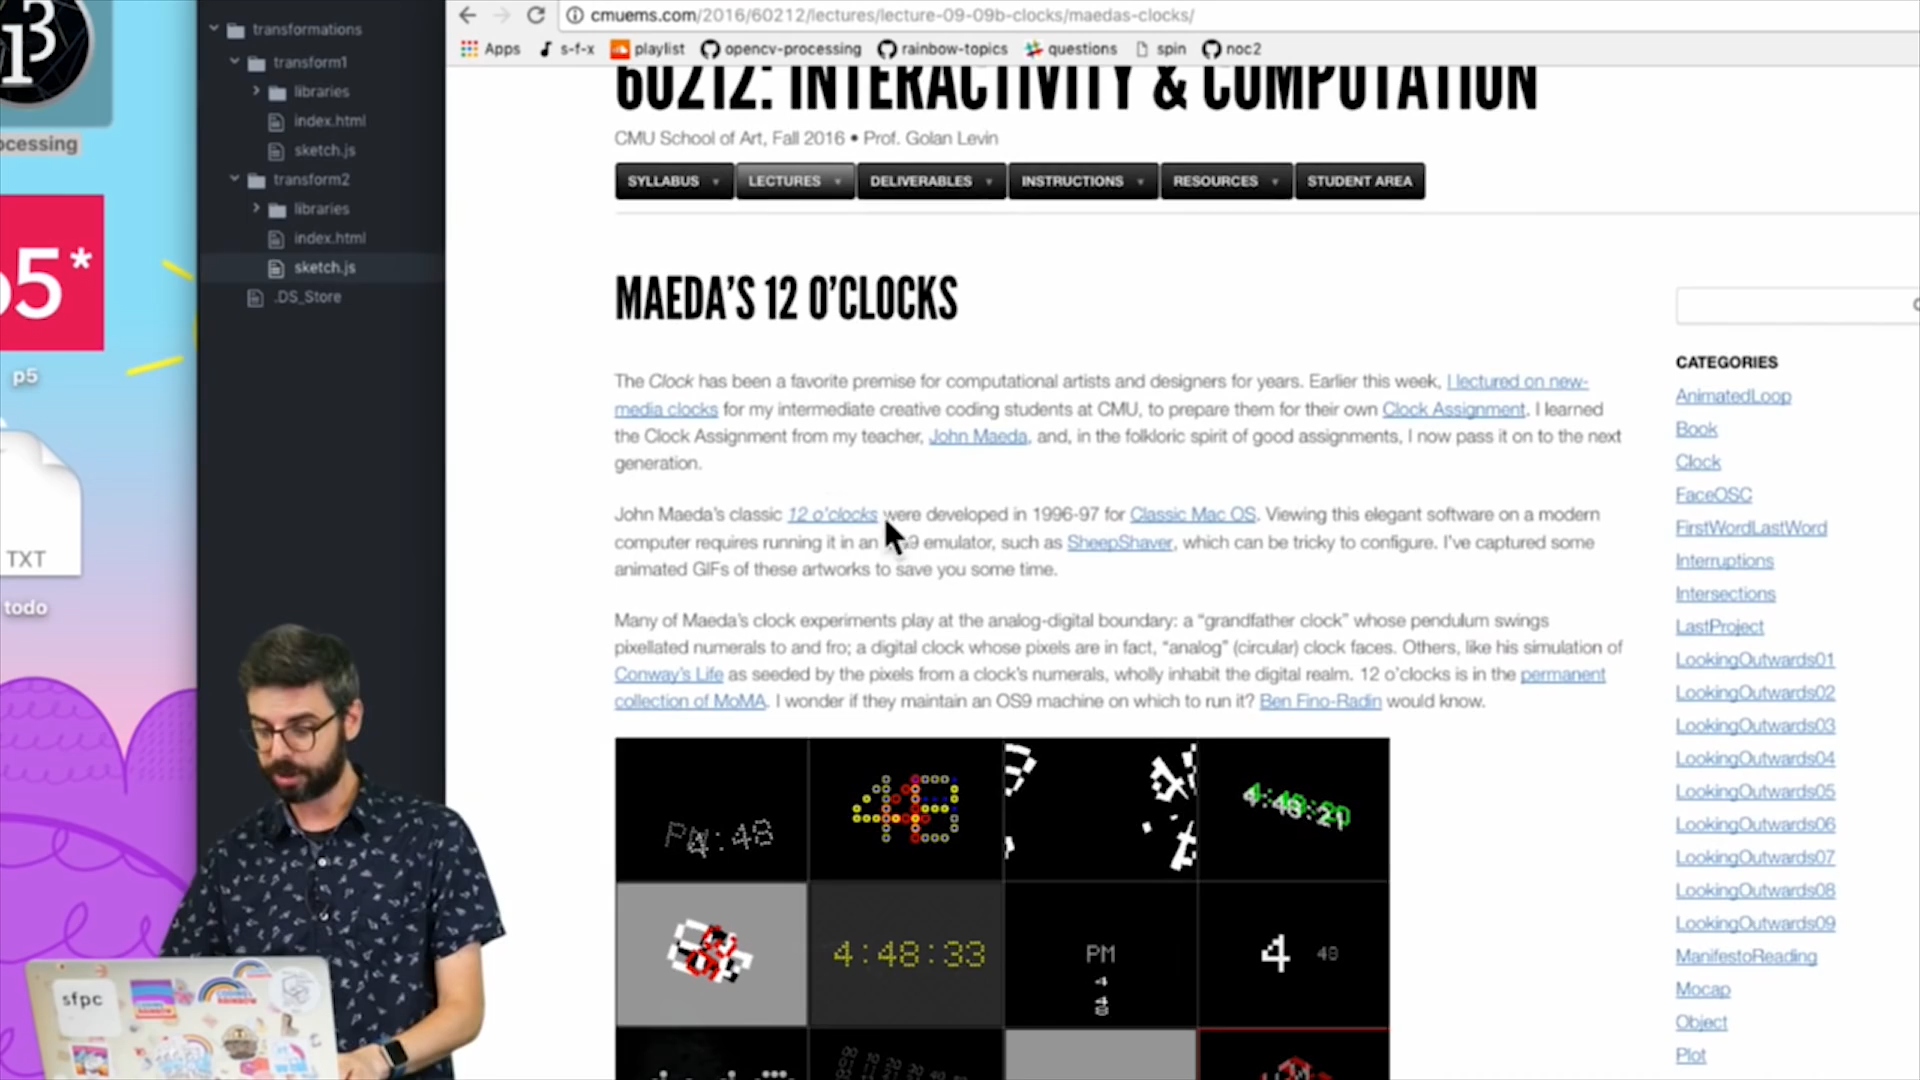 cmuems.com/2016/60212/lectures/lecture-09-09b-clocks/maedas-clocks/
Apps s-f-x playlist opencv-processing rainbow-topics questions spin noc2
transformations
transform1
libraries
index.html
sketch.js
transform2
libraries
index.html
sketch.js
.DS_Store
ocessing
p5*
p5
TXT
todo
60212: INTERACTIVITY & COMPUTATION
CMU School of Art, Fall 2016 • Prof. Golan Levin
SYLLABUS LECTURES DELIVERABLES INSTRUCTIONS RESOURCES STUDENT AREA
MAEDA'S 12 O'CLOCKS
The Clock has been a favorite premise for computational artists and designers for years. Earlier this week, I lectured on new-
media clocks for my intermediate creative coding students at CMU, to prepare them for their own Clock Assignment. I learned
the Clock Assignment from my teacher, John Maeda, and, in the folkloric spirit of good assignments, I now pass it on to the next
generation.
John Maeda's classic 12 o'clocks were developed in 1996-97 for Classic Mac OS. Viewing this elegant software on a modern
computer requires running it in an OS9 emulator, such as SheepShaver, which can be tricky to configure. I've captured some
animated GIFs of these artworks to save you some time.
Many of Maeda's clock experiments play at the analog-digital boundary: a “grandfather clock” whose pendulum swings
pixellated numerals to and fro; a digital clock whose pixels are in fact, “analog” (circular) clock faces. Others, like his simulation of
Conway's Life as seeded by the pixels from a clock's numerals, wholly inhabit the digital realm. 12 o'clocks is in the permanent
collection of MoMA. I wonder if they maintain an OS9 machine on which to run it? Ben Fino-Radin would know.
4:48:33
PM
4
48
4 48
CATEGORIES
AnimatedLoop
Book
Clock
FaceOSC
FirstWordLastWord
Interruptions
Intersections
LastProject
LookingOutwards01
LookingOutwards02
LookingOutwards03
LookingOutwards04
LookingOutwards05
LookingOutwards06
LookingOutwards07
LookingOutwards08
LookingOutwards09
ManifestoReading
Mocap
Object
Plot
sfpc